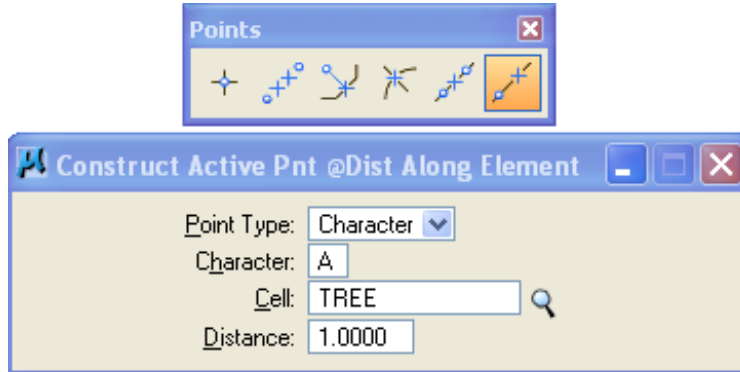 Points
Construct Active Pnt @Dist Along Element
Point Type: Character
Character: A
Cell: TREE
Distance: 1.0000